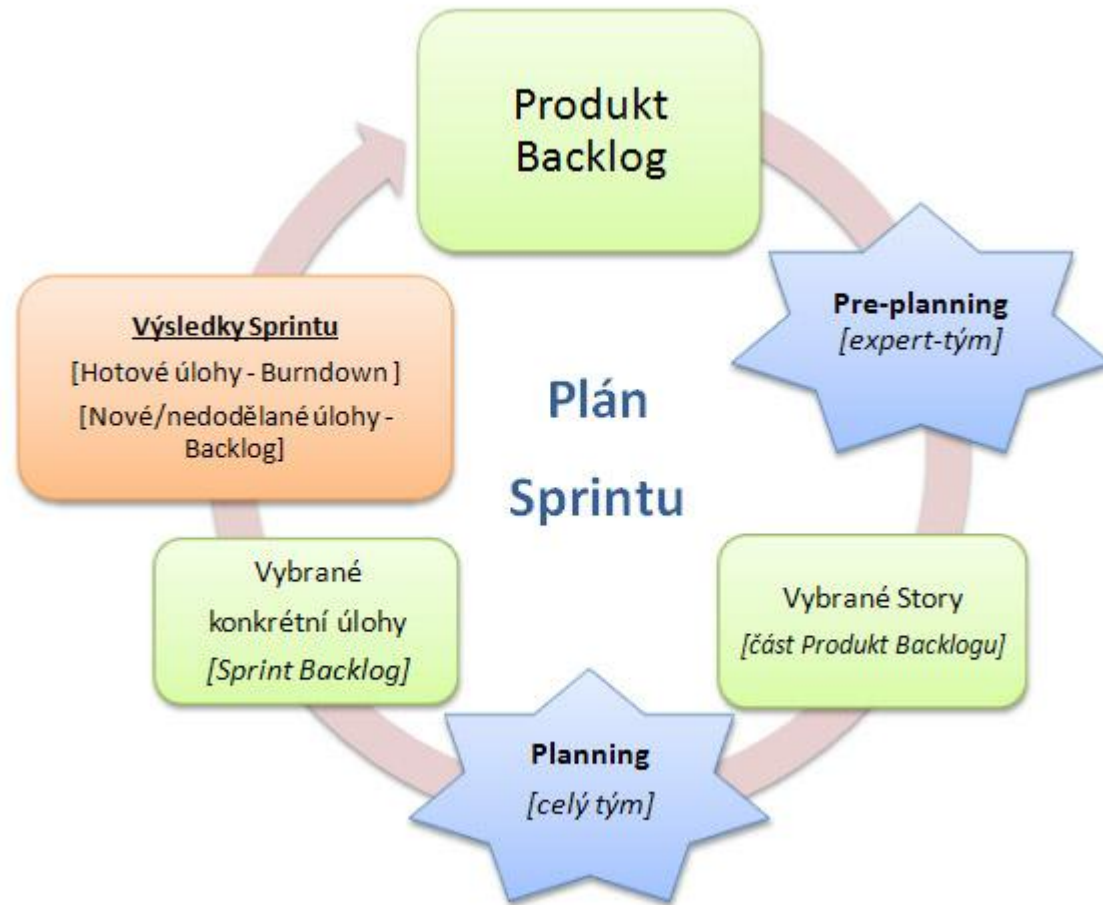 Produkt
Backlog
Pre-planning
[expert-tým]
Výsledky Sprintu
[Hotové úlohy - Burndown ]
[Nové/nedodělané úlohy -
Backlog]
Plán
Sprintu
Vybrané
konkrétní úlohy
[Sprint Backlog]
Vybrané Story
[část Produkt Backlogu]
Planning
[celý tým]